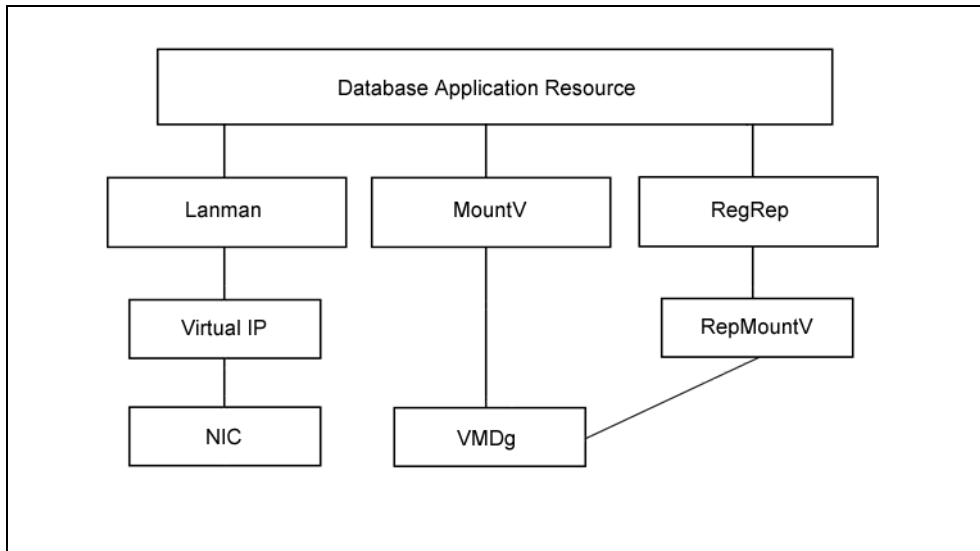 Database Application Resource
Lanman
MountV
RegRep
Virtual IP
RepMountV
NIC
VMDg